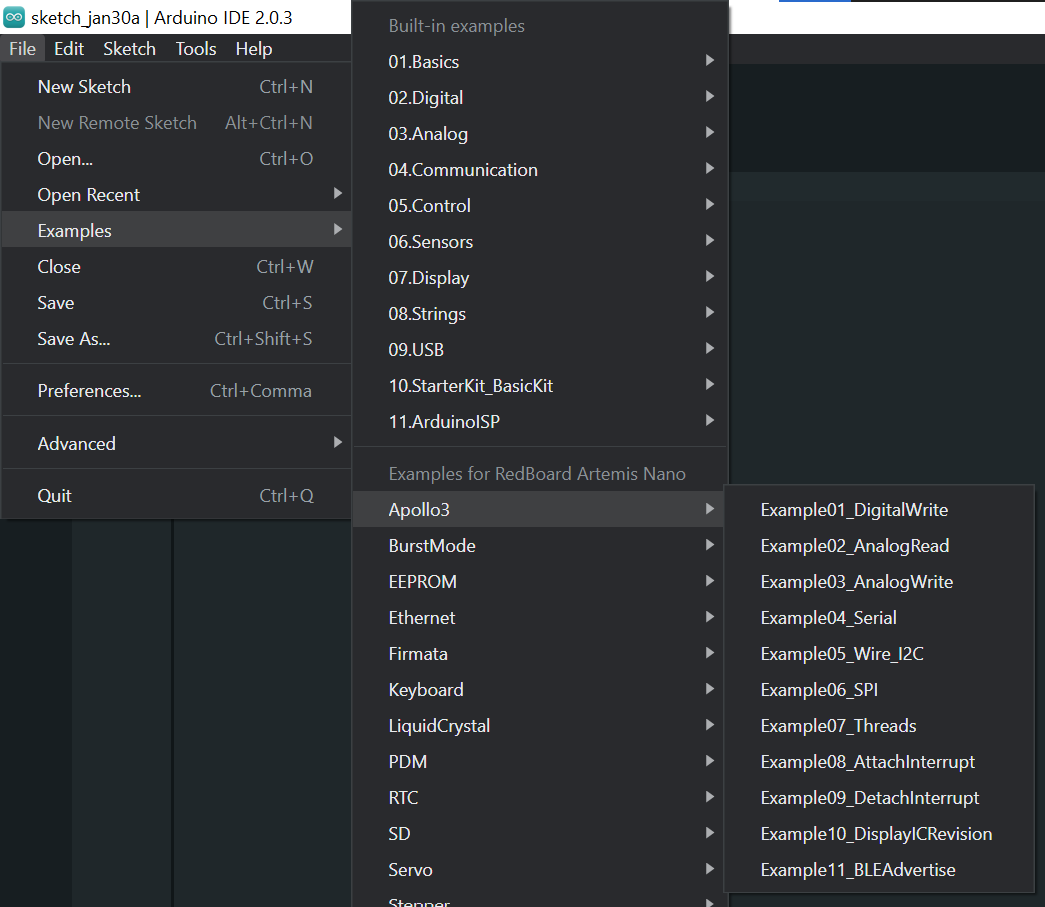 sketch_jan30a | Arduino IDE 2.0.3
File Edit Sketch Tools Help
New Sketch Ctrl+N
New Remote Sketch Alt+Ctrl+N
Open... Ctrl+O
Open Recent
Examples
Close Ctrl+W
Save Ctrl+S
Save As... Ctrl+Shift+S
Preferences... Ctrl+Comma
Advanced
Quit Ctrl+Q
Built-in examples
01.Basics
02.Digital
03.Analog
04.Communication
05.Control
06.Sensors
07.Display
08.Strings
09.USB
10.StarterKit_BasicKit
11.ArduinoISP
Examples for RedBoard Artemis Nano
Apollo3
BurstMode
EEPROM
Ethernet
Firmata
Keyboard
LiquidCrystal
PDM
RTC
SD
Servo
Stepper
Example01_DigitalWrite
Example02_AnalogRead
Example03_AnalogWrite
Example04_Serial
Example05_Wire_I2C
Example06_SPI
Example07_Threads
Example08_AttachInterrupt
Example09_DetachInterrupt
Example10_DisplayICRevision
Example11_BLEAdvertise